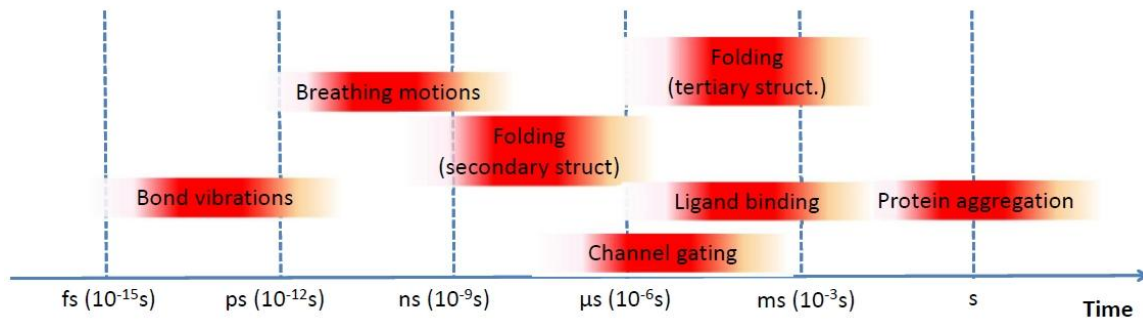 Folding
(tertiary struct.)
Breathing motions
Folding
(secondary struct)
Bond vibrations
Ligand binding
Protein aggregation
Channel gating
fs (10⁻¹⁵s)
ps (10⁻¹²s)
ns (10⁻⁹s)
µs (10⁻⁶s)
ms (10⁻³s)
s
Time